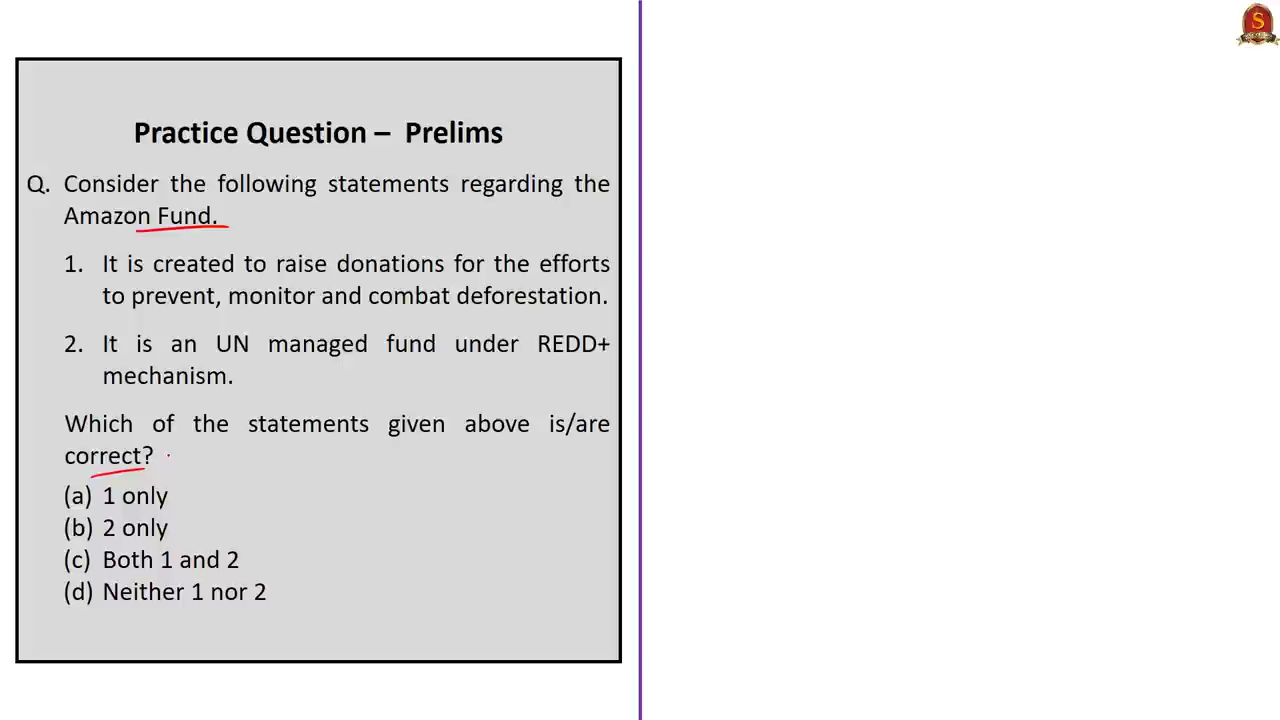 Practice Question – Prelims
Q. Consider the following statements regarding the
Amazon Fund.
1. It is created to raise donations for the efforts
to prevent, monitor and combat deforestation.
2. It is an UN managed fund under REDD+
mechanism.
Which of the statements given above is/are
correct?
(a) 1 only
(b) 2 only
(c) Both 1 and 2
(d) Neither 1 nor 2
S